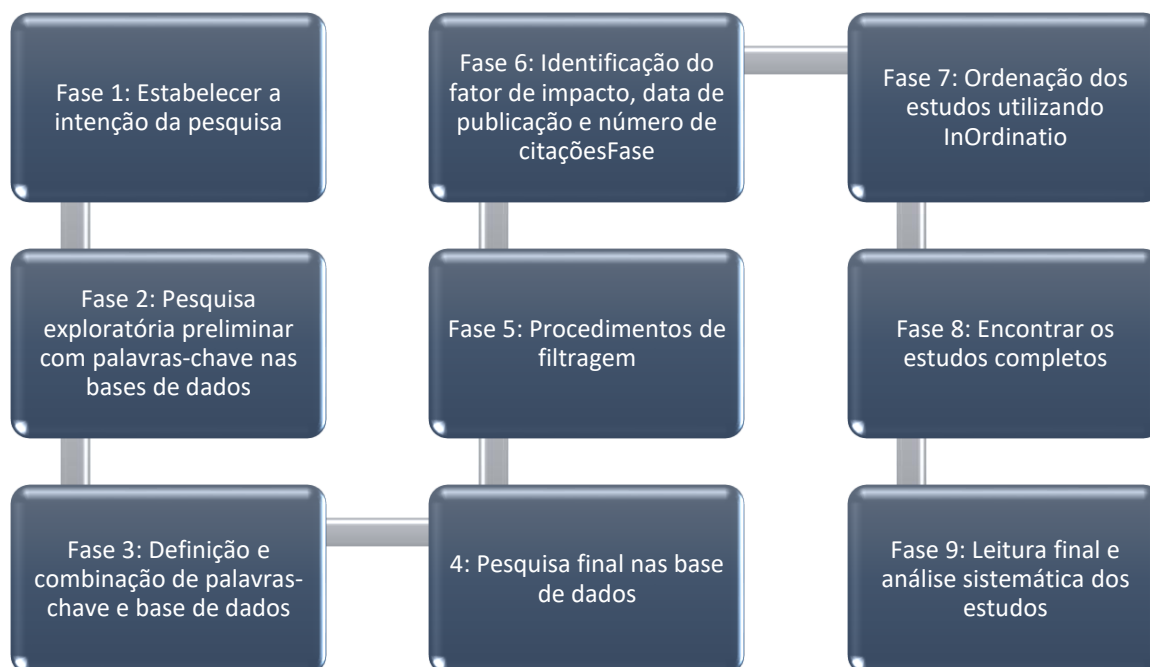 Fase 1: Estabelecer a
intenção da pesquisa
Fase 2: Pesquisa
exploratória preliminar
com palavras-chave nas
bases de dados
Fase 3: Definição e
combinação de palavras-
chave e base de dados
4: Pesquisa final nas base
de dados
Fase 5: Procedimentos de
filtragem
Fase 6: Identificação do
fator de impacto, data de
publicação e número de
citaçõesFase
Fase 7: Ordenação dos
estudos utilizando
InOrdinatio
Fase 8: Encontrar os
estudos completos
Fase 9: Leitura final e
análise sistemática dos
estudos